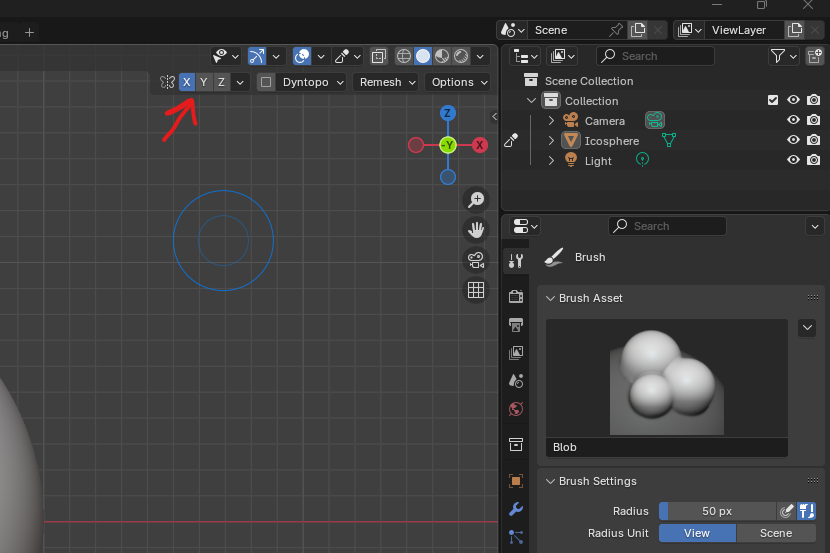 ng +
Scene
ViewLayer
Search
X Y Z
Dyntopo
Remesh
Options
Z
-Y
X
Scene Collection
Collection
Camera
Icosphere
Light
Search
Brush
Brush Asset
Blob
Brush Settings
Radius 50 px
Radius Unit View Scene